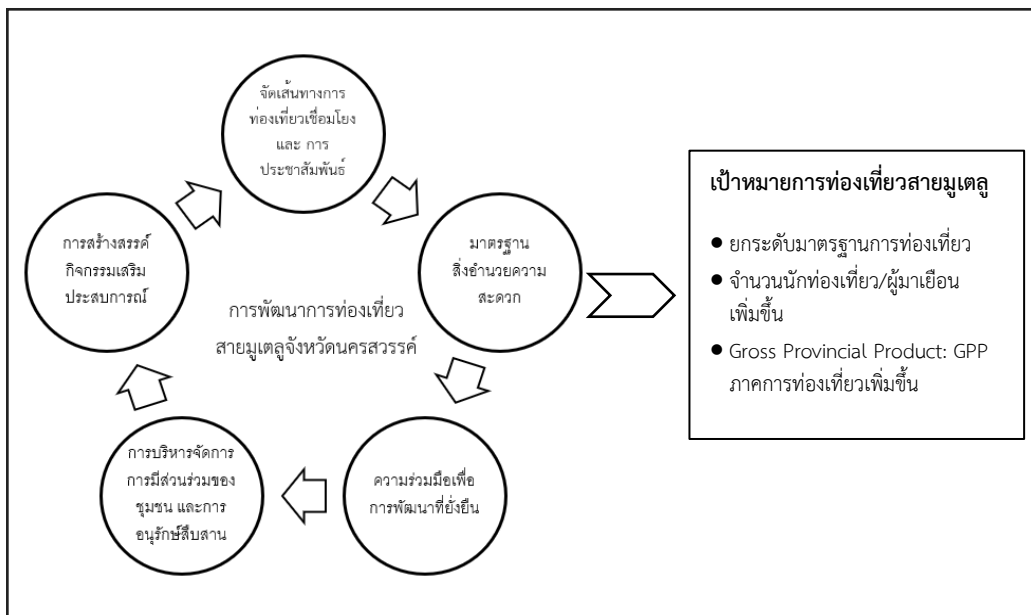 จัดเส้นทางการ
ท่องเที่ยวเชื่อมโยง
และ การ
ประชาสัมพันธ์
มาตรฐาน
สิ่งอำนวยความ
สะดวก
ความร่วมมือเพื่อ
การพัฒนาที่ยั่งยืน
การบริหารจัดการ
การมีส่วนร่วมของ
ชุมชน และการ
อนุรักษ์สืบสาน
การสร้างสรรค์
กิจกรรมเสริม
ประสบการณ์
การพัฒนาการท่องเที่ยว
สายมูเตลูจังหวัดนครสวรรค์
เป้าหมายการท่องเที่ยวสายมูเตลู
● ยกระดับมาตรฐานการท่องเที่ยว
● จำนวนนักท่องเที่ยว/ผู้มาเยือน
เพิ่มขึ้น
● Gross Provincial Product: GPP
ภาคการท่องเที่ยวเพิ่มขึ้น